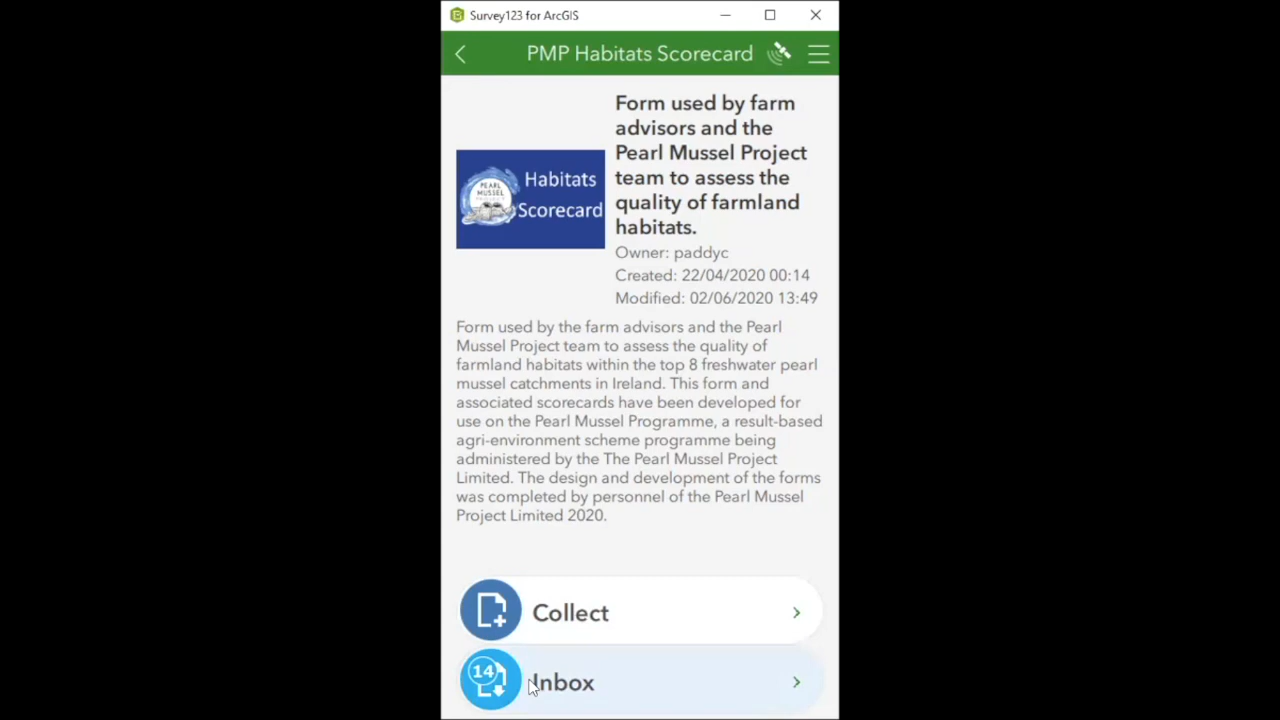 Survey123 for ArcGIS
PMP Habitats Scorecard
Form used by farm
advisors and the
Pearl Mussel Project
team to assess the
quality of farmland
habitats.
PEARL
MUSSEL
Habitats
Scorecard
Owner: paddyc
Created: 22/04/2020 00:14
Modified: 02/06/2020 13:49
Form used by the farm advisors and the Pearl
Mussel Project team to assess the quality of
farmland habitats within the top 8 freshwater pearl
mussel catchments in Ireland. This form and
associated scorecards have been developed for
use on the Pearl Mussel Programme, a result-based
agri-environment scheme programme being
administered by the The Pearl Mussel Project
Limited. The design and development of the forms
was completed by personnel of the Pearl Mussel
Project Limited 2020.
Collect
14
Inbox